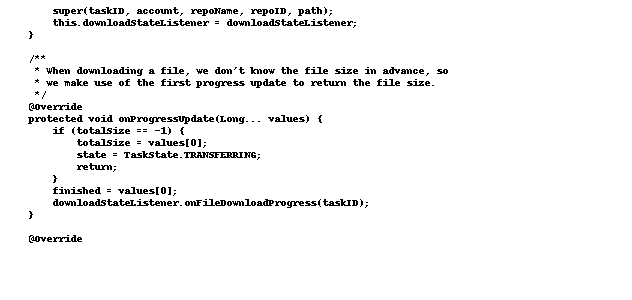 super(taskID, account, repoName, repoID, path);
this.downloadStateListener = downloadStateListener;
}
/**
* When downloading a file, we don't know the file size in advance, so
* we make use of the first progress update to return the file size.
*/
@Override
protected void onProgressUpdate(Long... values) {
if (totalSize == -1) {
totalSize = values[0];
state = TaskState.TRANSFERRING;
return;
}
finished = values[0];
downloadStateListener.onFileDownloadProgress(taskID);
}
@Override